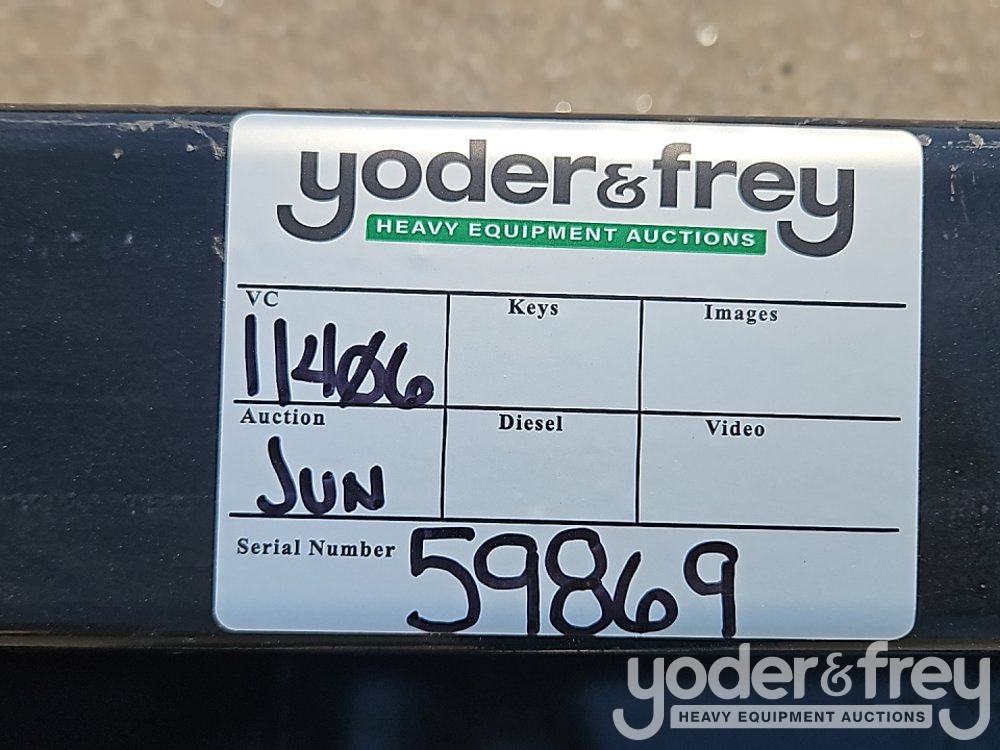 yoder&frey
HEAVY EQUIPMENT AUCTIONS
VC Keys Images
11406
Auction Diesel Video
JUN
Serial Number 59869
yoder&frey
HEAVY EQUIPMENT AUCTIONS